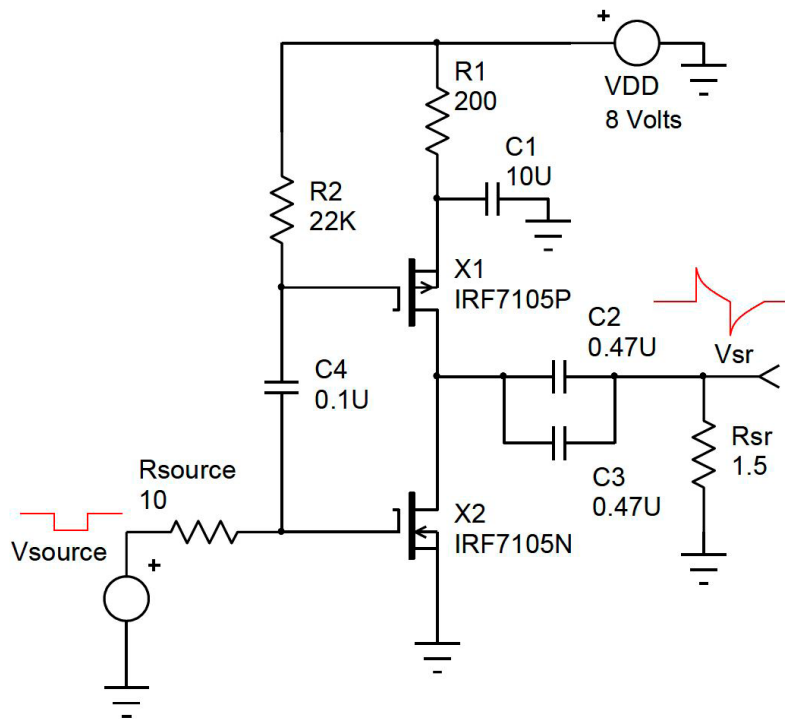 R1
200
VDD
8 Volts
C1
10U
R2
22K
X1
IRF7105P
C2
0.47U
Vsr
C4
0.1U
Rsr
1.5
C3
0.47U
Rsource
10
Vsource
X2
IRF7105N